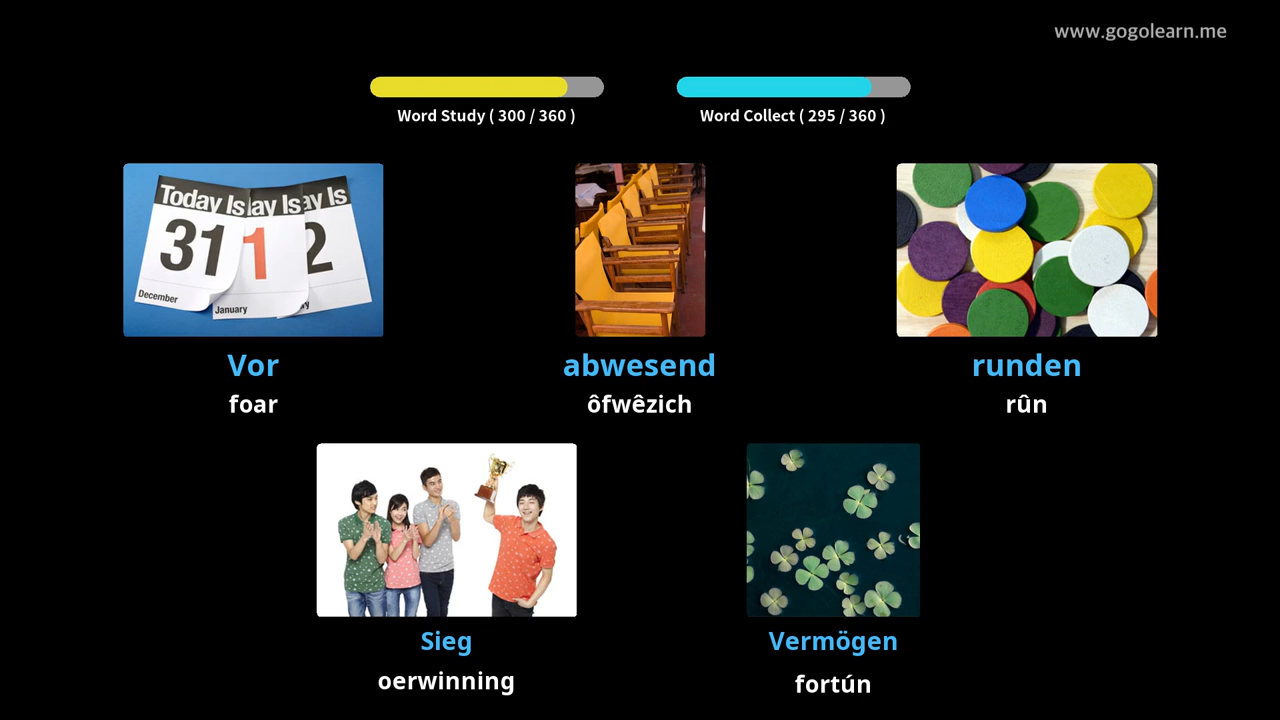 www.gogolearn.me
Word Study ( 300 / 360 )
Word Collect ( 295 / 360 )
Today Is
ay Is
ay Is
31
1
2
December
January
ry
Vor
foar
abwesend
ôfwêzich
runden
rûn
Sieg
oerwinning
Vermögen
fortún